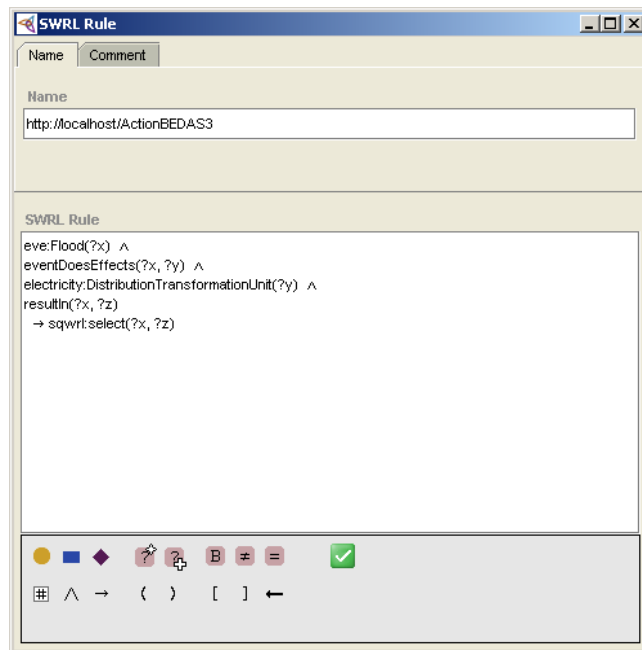 SWRL Rule
Name Comment
Name
http://localhost/ActionBEDAS3
SWRL Rule
eve:Flood(?x) ∧
eventDoesEffects(?x, ?y) ∧
electricity:DistributionTransformationUnit(?y) ∧
resultIn(?x, ?z)
→ sqwrl:select(?x, ?z)
? ? B ≠ =
# ∧ → ( ) [ ] ←